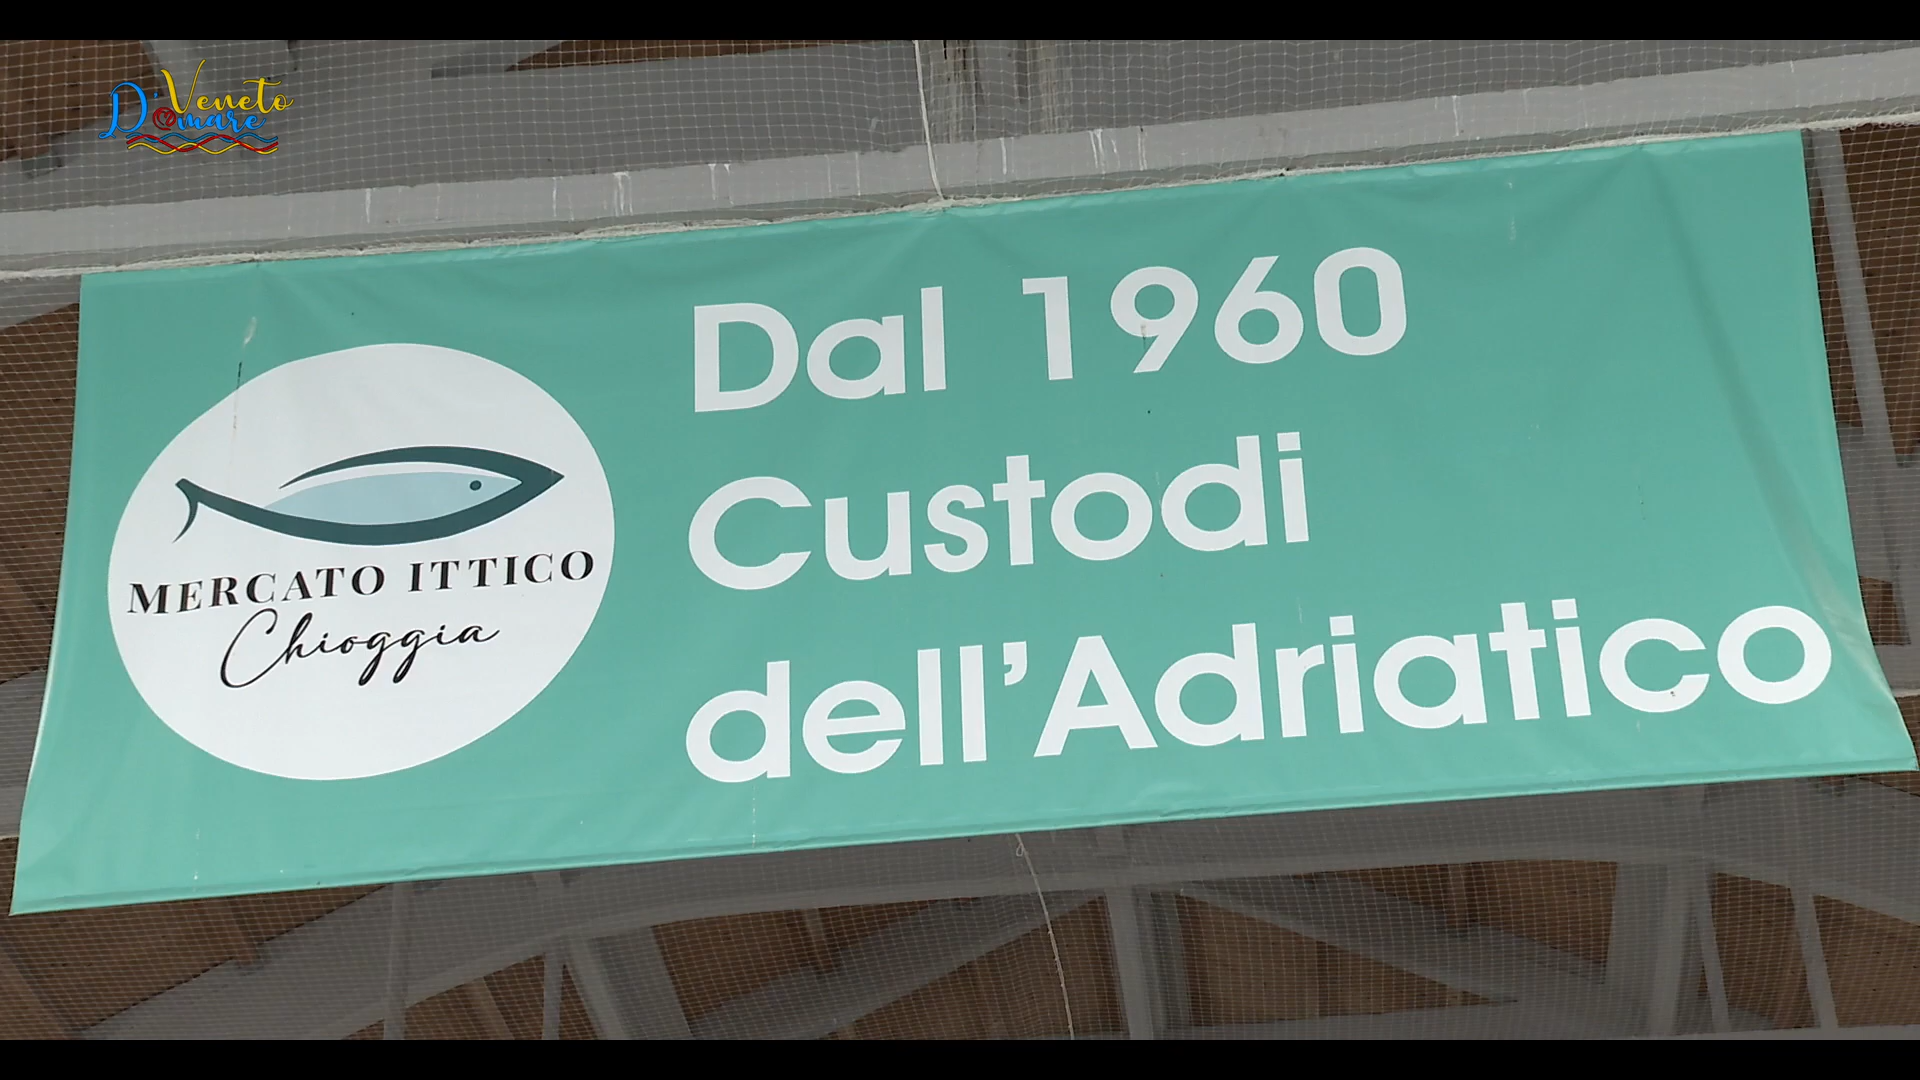 Veneto
D'amare
Dal 1960
Custodi
dell'Adriatico
MERCATO ITTICO
Chioggia